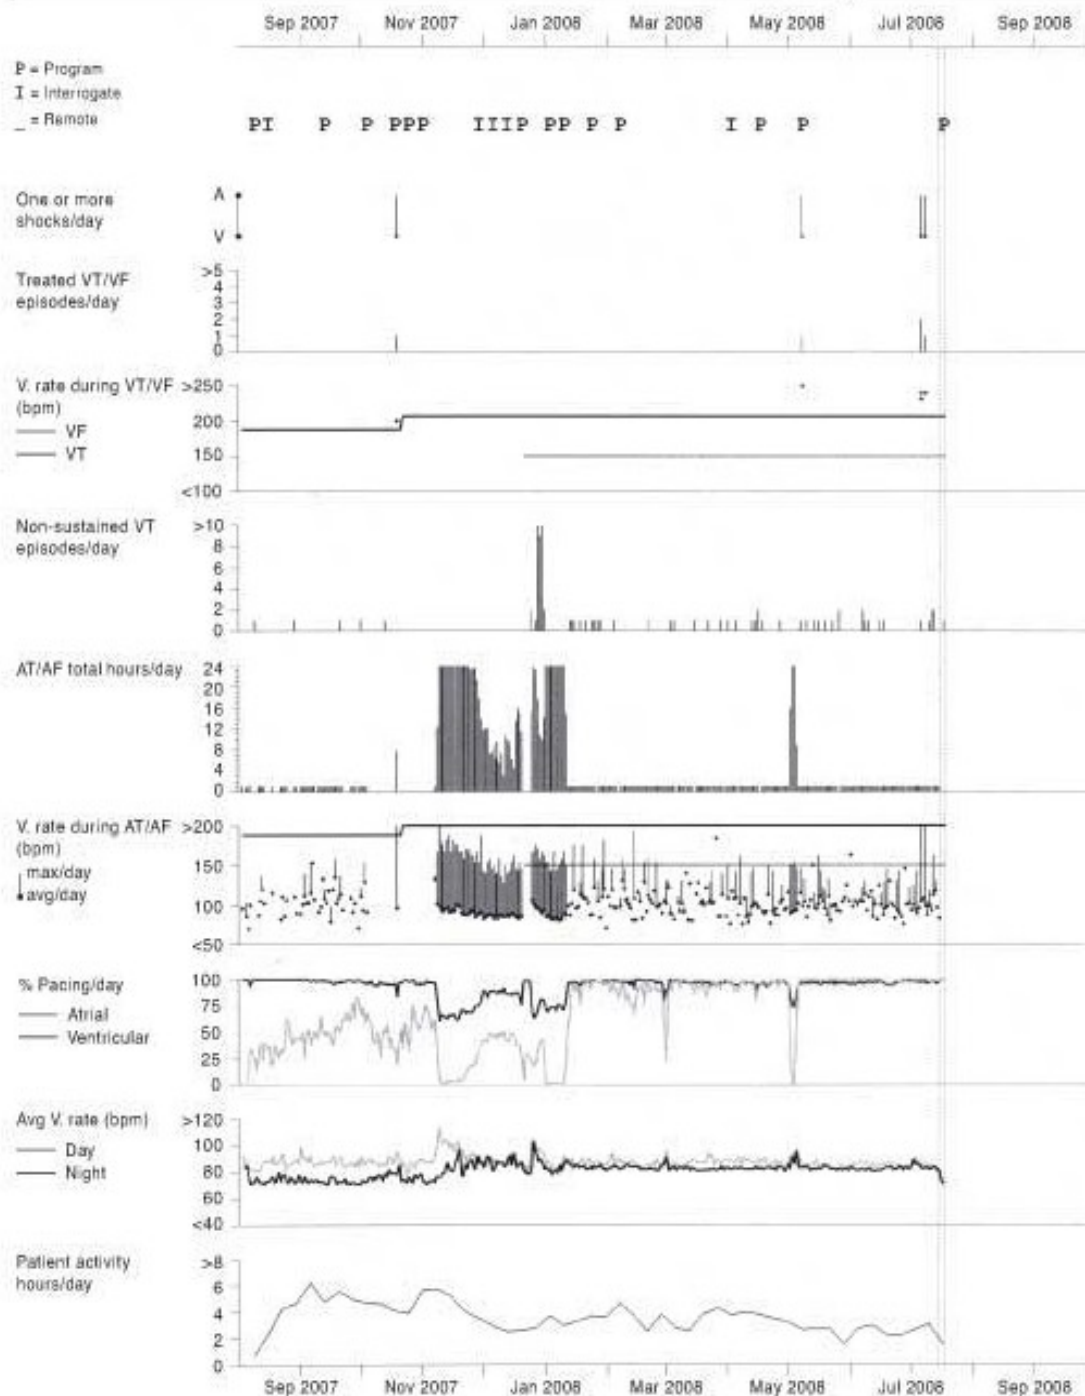 Sep 2007 Nov 2007 Jan 2008 Mar 2008 May 2008 Jul 2008 Sep 2008
P = Program
I = Interrogate
_ = Remote
PI P P PPP IIIP PP P P I P P P
One or more
shocks/day
A
V
Treated VT/VF
episodes/day
>5
4
3
2
1
0
V. rate during VT/VF
(bpm)
VF
VT
>250
200
150
<100
Non-sustained VT
episodes/day
>10
8
6
4
2
0
AT/AF total hours/day
24
20
16
12
8
4
0
V. rate during AT/AF
(bpm)
max/day
avg/day
>200
150
100
<50
% Pacing/day
Atrial
Ventricular
100
75
50
25
0
Avg V. rate (bpm)
Day
Night
>120
100
80
60
<40
Patient activity
hours/day
>8
6
4
2
0
Sep 2007 Nov 2007 Jan 2008 Mar 2008 May 2008 Jul 2008 Sep 2008